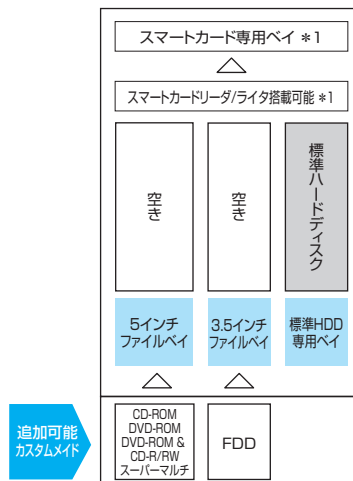 スマートカード専用ベイ *1
スマートカードリーダ/ライタ搭載可能 *1
空き
空き
標準ハードディスク
5インチ
ファイルベイ
3.5インチ
ファイルベイ
標準HDD
専用ベイ
追加可能
カスタムメイド
CD-ROM
DVD-ROM
DVD-ROM &
CD-R/RW
スーパーマルチ
FDD